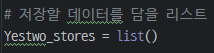 # 저장할 데이터를 담을 리스트
Yestwo_stores = list()